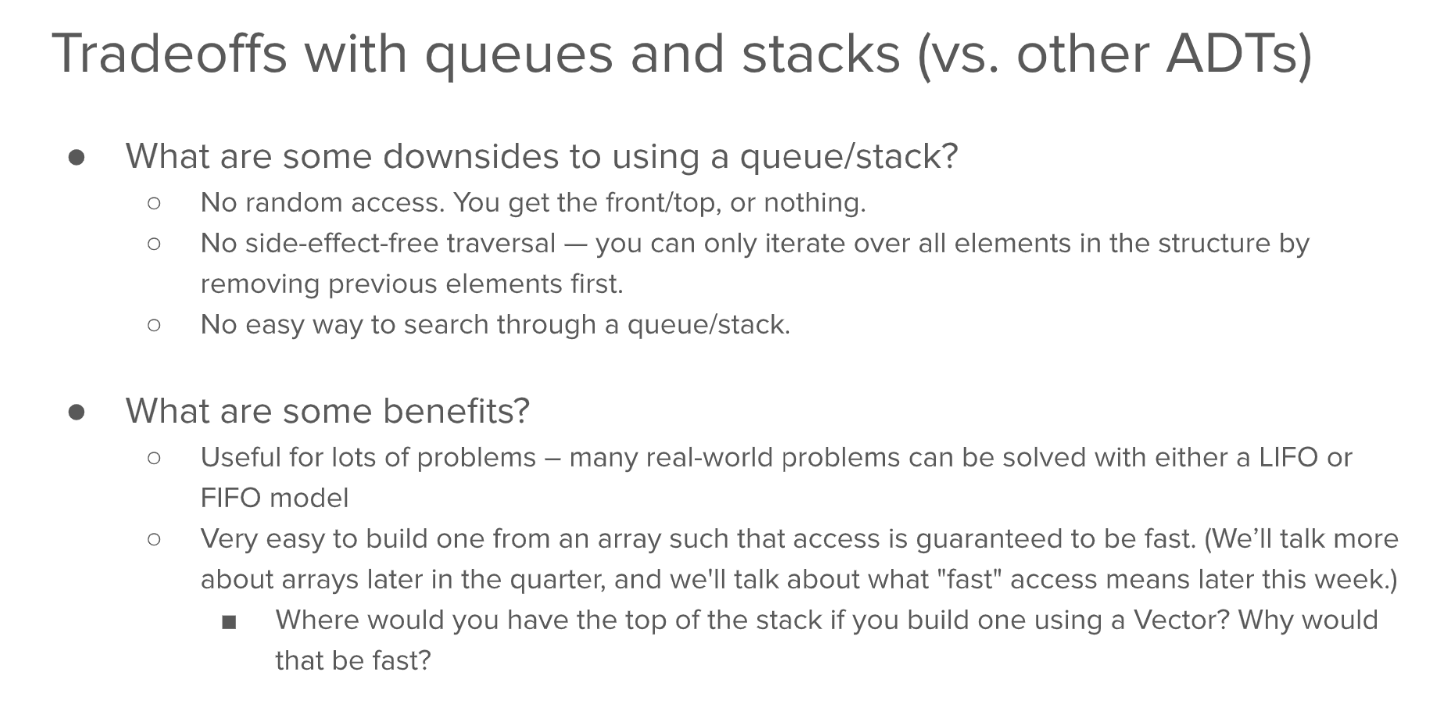 Tradeoffs with queues and stacks (vs. other ADTs)
● What are some downsides to using a queue/stack?
○ No random access. You get the front/top, or nothing.
○ No side-effect-free traversal — you can only iterate over all elements in the structure by
removing previous elements first.
○ No easy way to search through a queue/stack.
● What are some benefits?
○ Useful for lots of problems – many real-world problems can be solved with either a LIFO or
FIFO model
○ Very easy to build one from an array such that access is guaranteed to be fast. (We’ll talk more
about arrays later in the quarter, and we'll talk about what "fast" access means later this week.)
■ Where would you have the top of the stack if you build one using a Vector? Why would
that be fast?